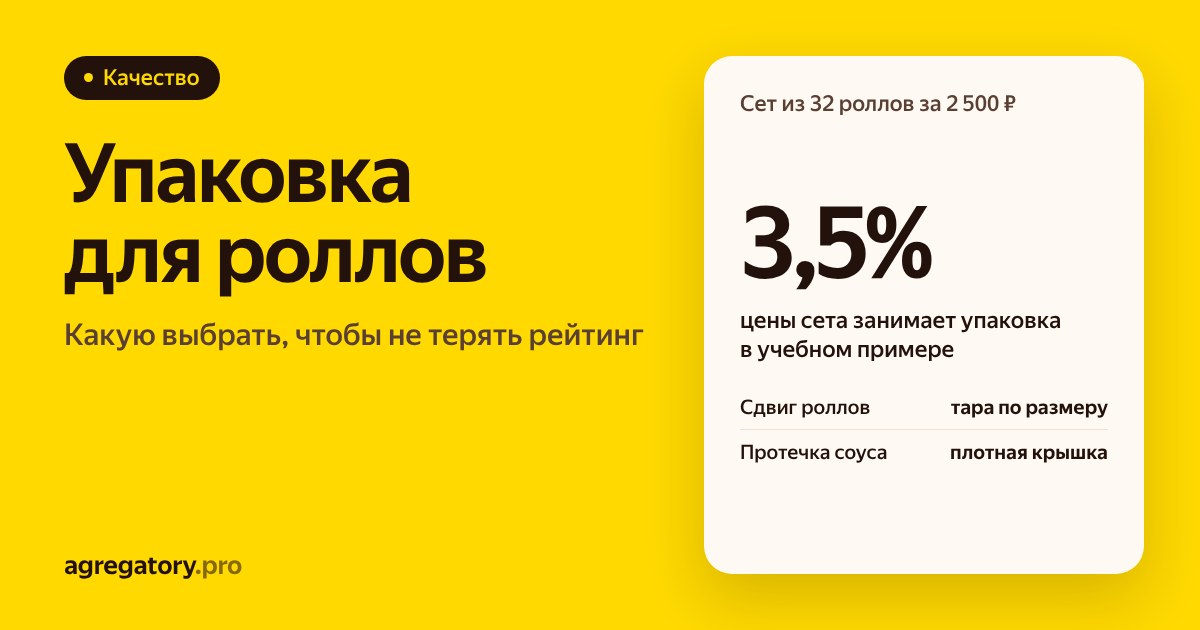 Качество
Упаковка
для роллов
Какую выбрать, чтобы не терять рейтинг
agregatory.pro
Сет из 32 роллов за 2 500 ₽
3,5%
цены сета занимает упаковка
в учебном примере
Сдвиг роллов тара по размеру
Протечка соуса плотная крышка